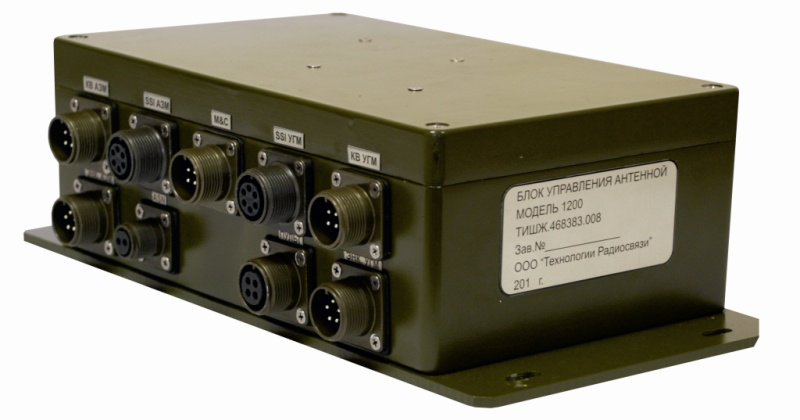 КВ АЗМ
SSI АЗМ
M&C
SSI УГМ
КВ УГМ
БЛОК УПРАВЛЕНИЯ АНТЕННОЙ
МОДЕЛЬ 1200
ТИШЖ.468383.008
Зав.№
ООО "Технологии Радиосвязи"
201 г.